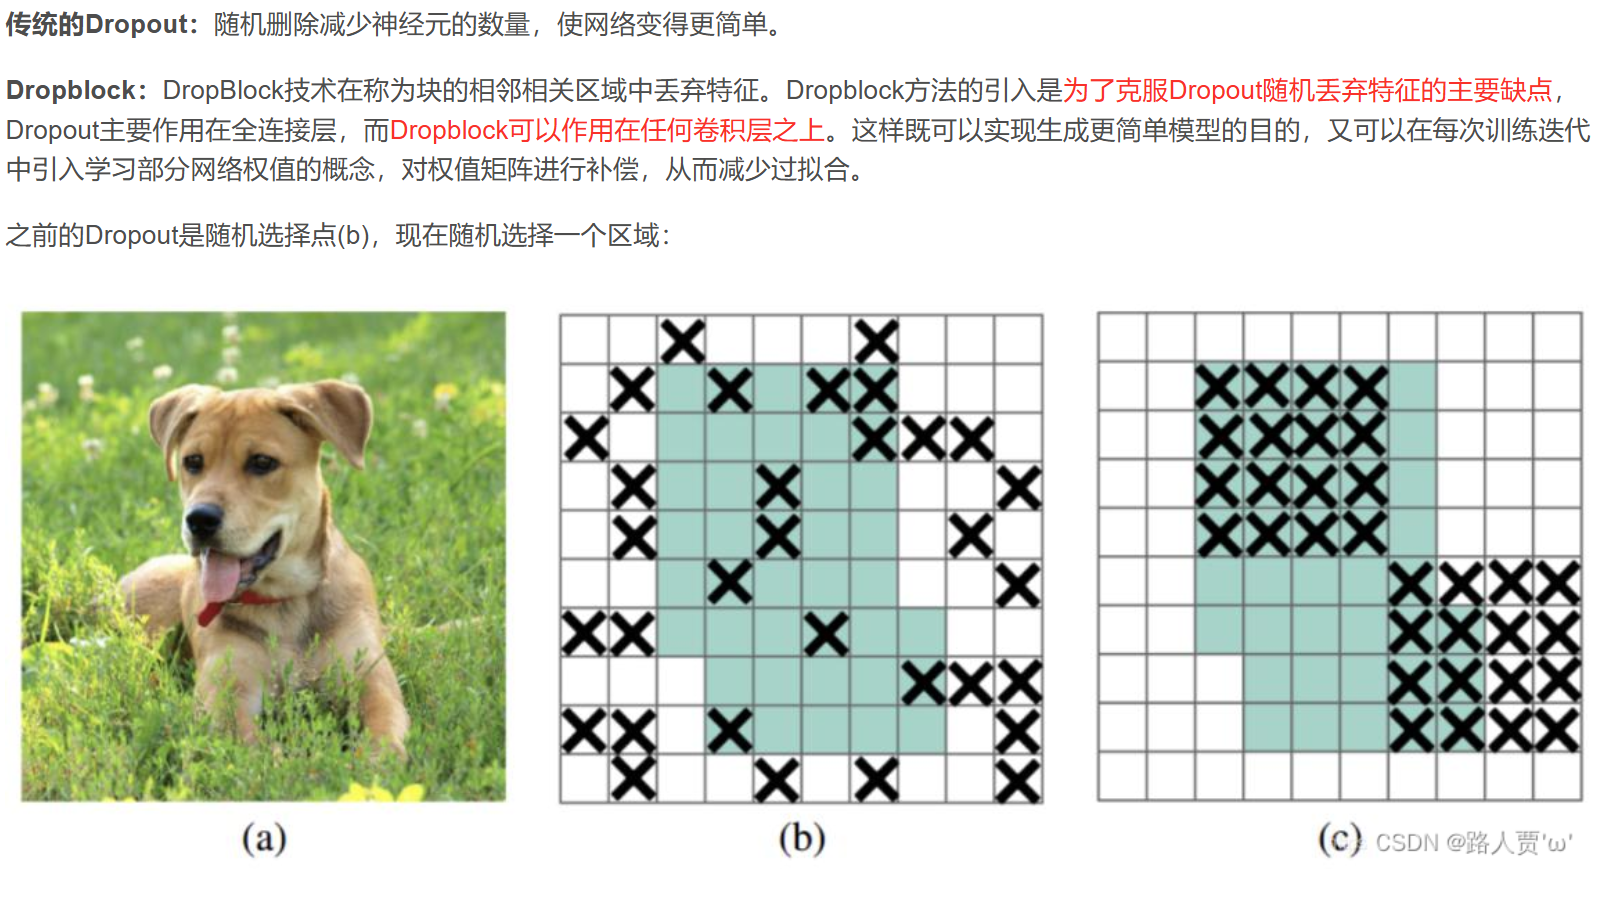 传统的Dropout：随机删除减少神经元的数量，使网络变得更简单。
Dropblock：DropBlock技术在称为块的相邻相关区域中丢弃特征。Dropblock方法的引入是为了克服Dropout随机丢弃特征的主要缺点，
Dropout主要作用在全连接层，而Dropblock可以作用在任何卷积层之上。这样既可以实现生成更简单模型的目的，又可以在每次训练迭代
中引入学习部分网络权值的概念，对权值矩阵进行补偿，从而减少过拟合。
之前的Dropout是随机选择点(b)，现在随机选择一个区域：
(a)
(b)
(c)
CSDN @路人贾'ω'